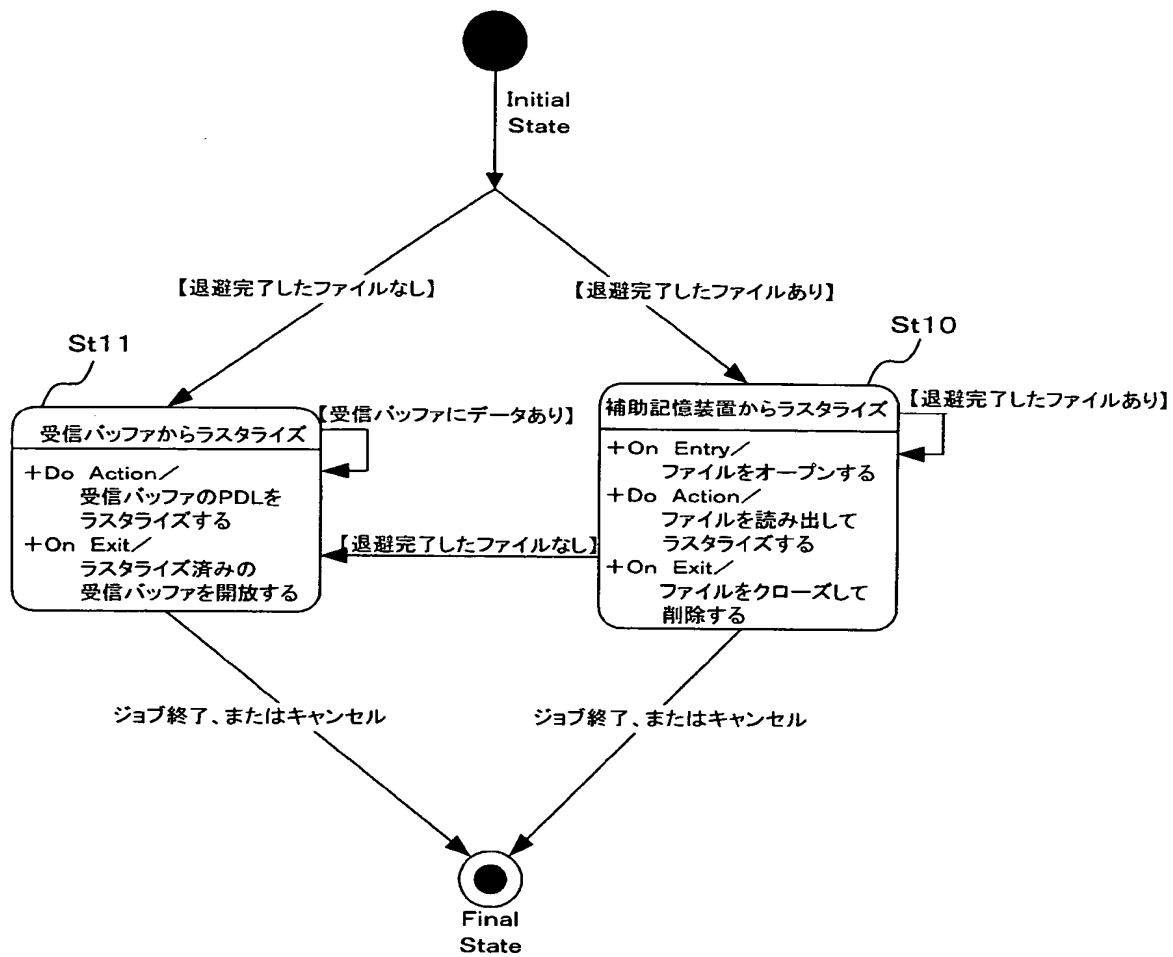 Initial
State
【退避完了したファイルなし】
【退避完了したファイルあり】
St11
St10
【受信バッファにデータあり】
【退避完了したファイルあり】
受信バッファからラスタライズ
+Do Action/
受信バッファのPDLを
ラスタライズする
+On Exit/
ラスタライズ済みの
受信バッファを開放する
補助記憶装置からラスタライズ
+On Entry/
ファイルをオープンする
+Do Action/
ファイルを読み出して
ラスタライズする
+On Exit/
ファイルをクローズして
削除する
【退避完了したファイルなし】
ジョブ終了、またはキャンセル
ジョブ終了、またはキャンセル
Final
State